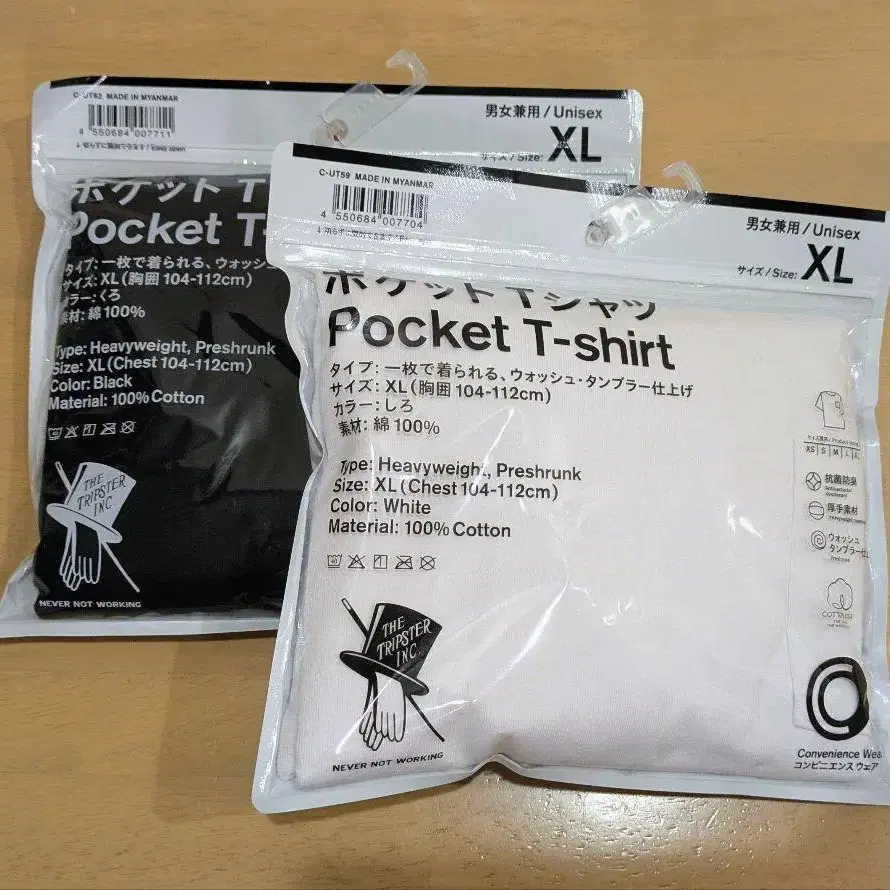 C-UT62 MADE IN MYANMAR
4 550684 007711
男女兼用/Unisex
サイズ/Size: XL
ポケットT
Pocket T-
タイプ: 一枚で着られる、ウォッシュ
サイズ: XL(胸囲 104-112cm)
カラー: くろ
素材: 綿100%
Type: Heavyweight, Preshrunk
Size: XL(Chest 104-112cm)
Color: Black
Material: 100% Cotton
THE
TRIPSTER
INC
NEVER NOT WORKING
C-UT59 MADE IN MYANMAR
4 550684 007704
男女兼用/Unisex
サイズ/Size: XL
ポケットTシャツ
Pocket T-shirt
タイプ: 一枚で着られる、ウォッシュ・タンブラー仕上げ
サイズ: XL(胸囲 104-112cm)
カラー: しろ
素材: 綿100%
Type: Heavyweight, Preshrunk
Size: XL(Chest 104-112cm)
Color: White
Material: 100% Cotton
THE
TRIPSTER
INC.
NEVER NOT WORKING
XS S M L
抗菌防臭
厚手素材
ウォッシュ
タンブラー仕上
Convenience Wea
コンビニエンス ウェア